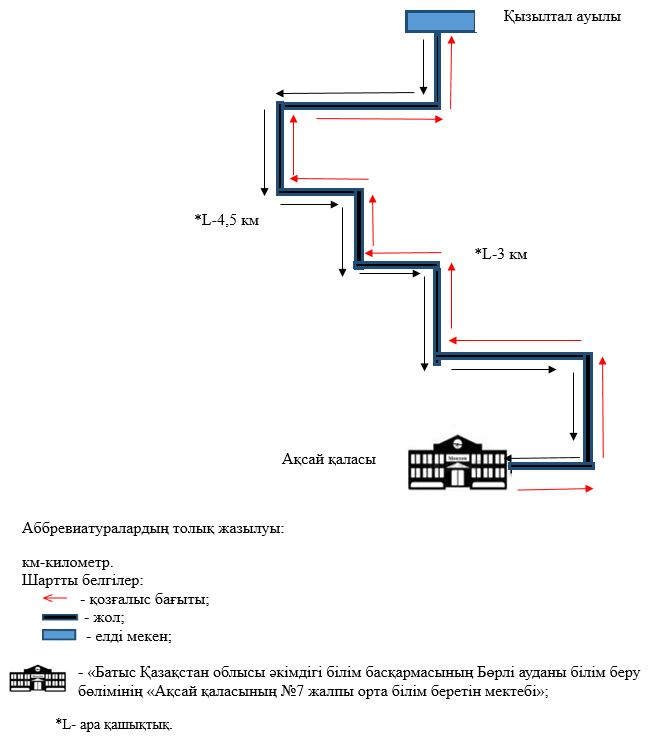 Қызылтал ауылы
*L-4,5 км
*L-3 км
Ақсай қаласы
Мектеп
Аббревиатуралардың толық жазылуы:
км-километр.
Шартты белгілер:
- қозғалыс бағыты;
- жол;
- елді мекен;
- «Батыс Қазақстан облысы әкімдігі білім басқармасының Бөрлі ауданы білім беру
бөлімінің «Ақсай қаласының №7 жалпы орта білім беретін мектебі»;
*L- ара қашықтық.